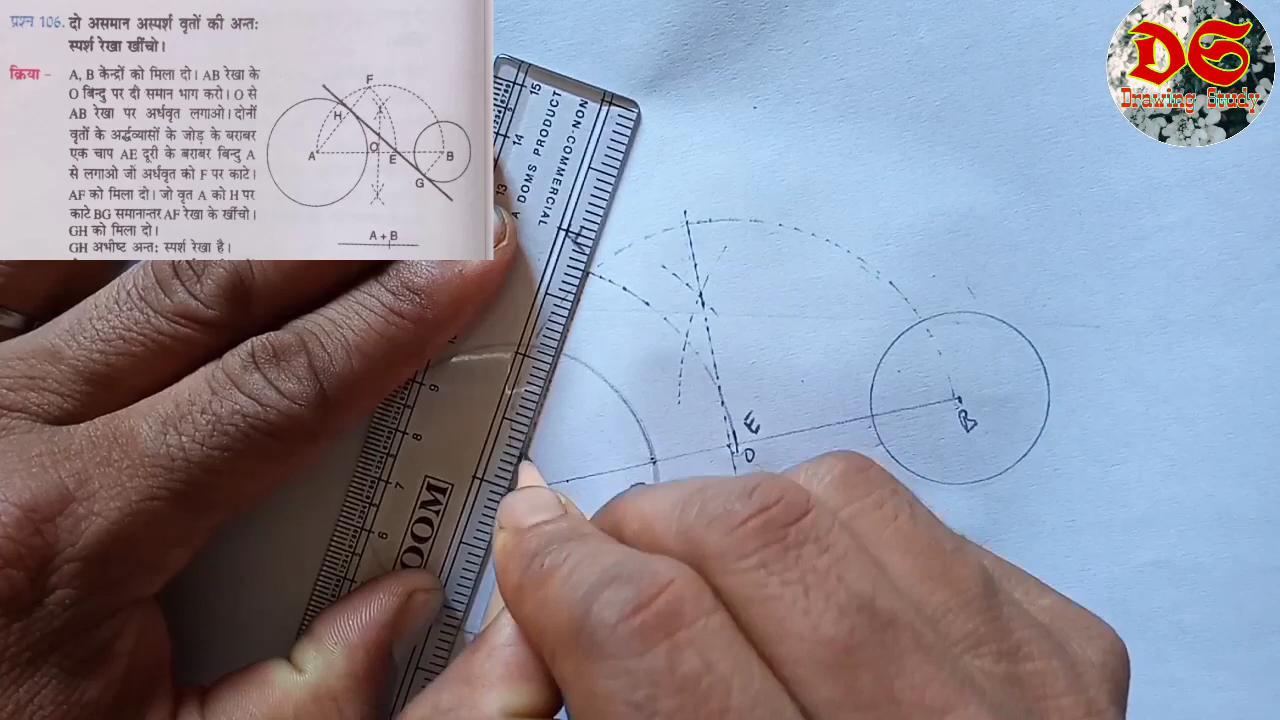 प्रश्न 106. दो असमान अस्पर्श वृतों की अन्त:
स्पर्श रेखा खींचो।
क्रिया - A, B केन्द्रों को मिला दो। AB रेखा के
O बिन्दु पर दी समान भाग करो। O से
AB रेखा पर अर्धवृत लगाओ। दोनों
वृतों के अर्द्धव्यासों के जोड़ के बराबर
एक चाप AE दूरी के बराबर बिन्दु A
से लगाओ जो अर्धवृत को F पर काटे।
AF को मिला दो। जो वृत A को H पर
काटे BG समानान्तर AF रेखा के खींचो।
GH को मिला दो।
GH अभीष्ट अन्त: स्पर्श रेखा है।
F
H
A
O
E
B
G
A + B
DS
Drawing Study
15
14
13
9
8
7
6
DOMS PRODUCT
NON-COMMERCIAL
OOM
E
O
B